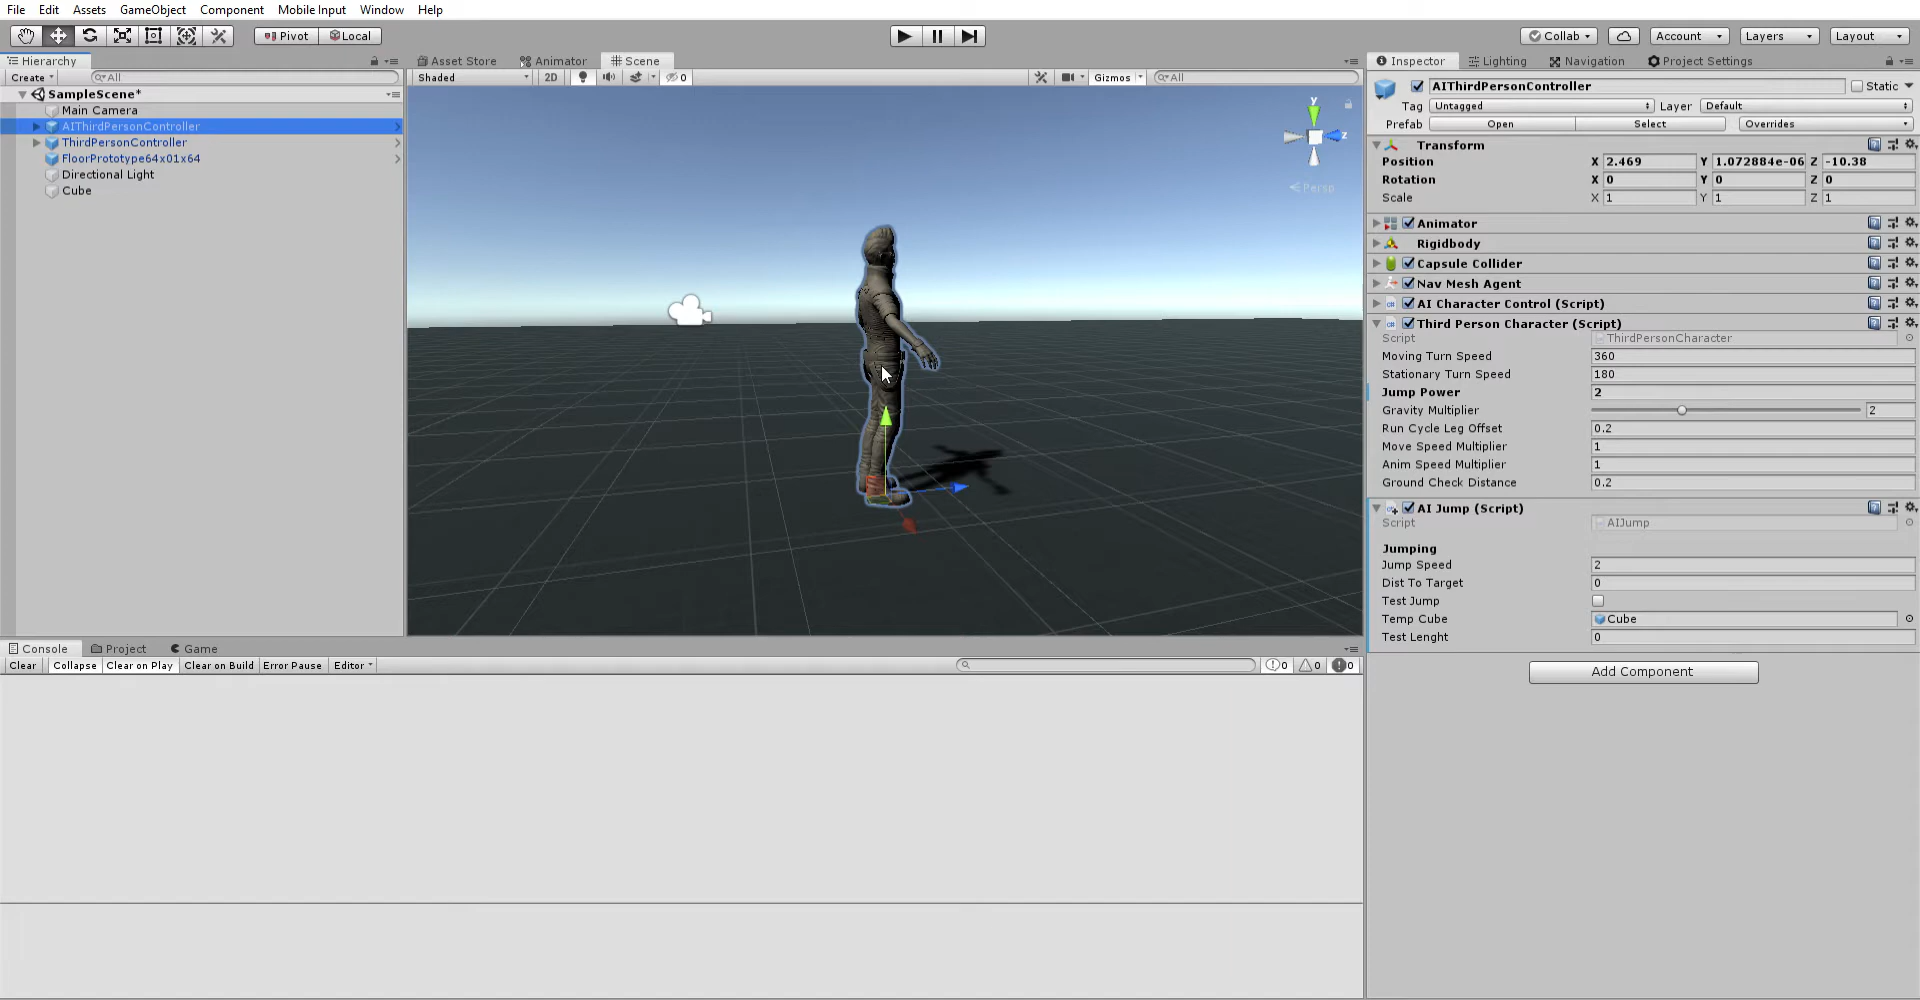 File Edit Assets GameObject Component Mobile Input Window Help
Pivot Local Collab Account Layers Layout
Hierarchy Asset Store Animator Scene Inspector Lighting Navigation Project Settings
Create All Shaded 2D 0 Gizmos All
SampleScene*
Main Camera
AIThirdPersonController
ThirdPersonController
FloorPrototype64x01x64
Directional Light
Cube
y
z
Persp
AIThirdPersonController Static
Tag Untagged Layer Default
Prefab Open Select Overrides
Transform
Position X 2.469 Y 1.072884e-06 Z -10.38
Rotation X 0 Y 0 Z 0
Scale X 1 Y 1 Z 1
Animator
Rigidbody
Capsule Collider
Nav Mesh Agent
AI Character Control (Script)
Third Person Character (Script)
Script ThirdPersonCharacter
Moving Turn Speed 360
Stationary Turn Speed 180
Jump Power 2
Gravity Multiplier 2
Run Cycle Leg Offset 0.2
Move Speed Multiplier 1
Anim Speed Multiplier 1
Ground Check Distance 0.2
AI Jump (Script)
Script AIJump
Jumping
Jump Speed 2
Dist To Target 0
Test Jump
Temp Cube Cube
Test Lenght 0
Add Component
Console Project Game
Clear Collapse Clear on Play Clear on Build Error Pause Editor 0 0 0